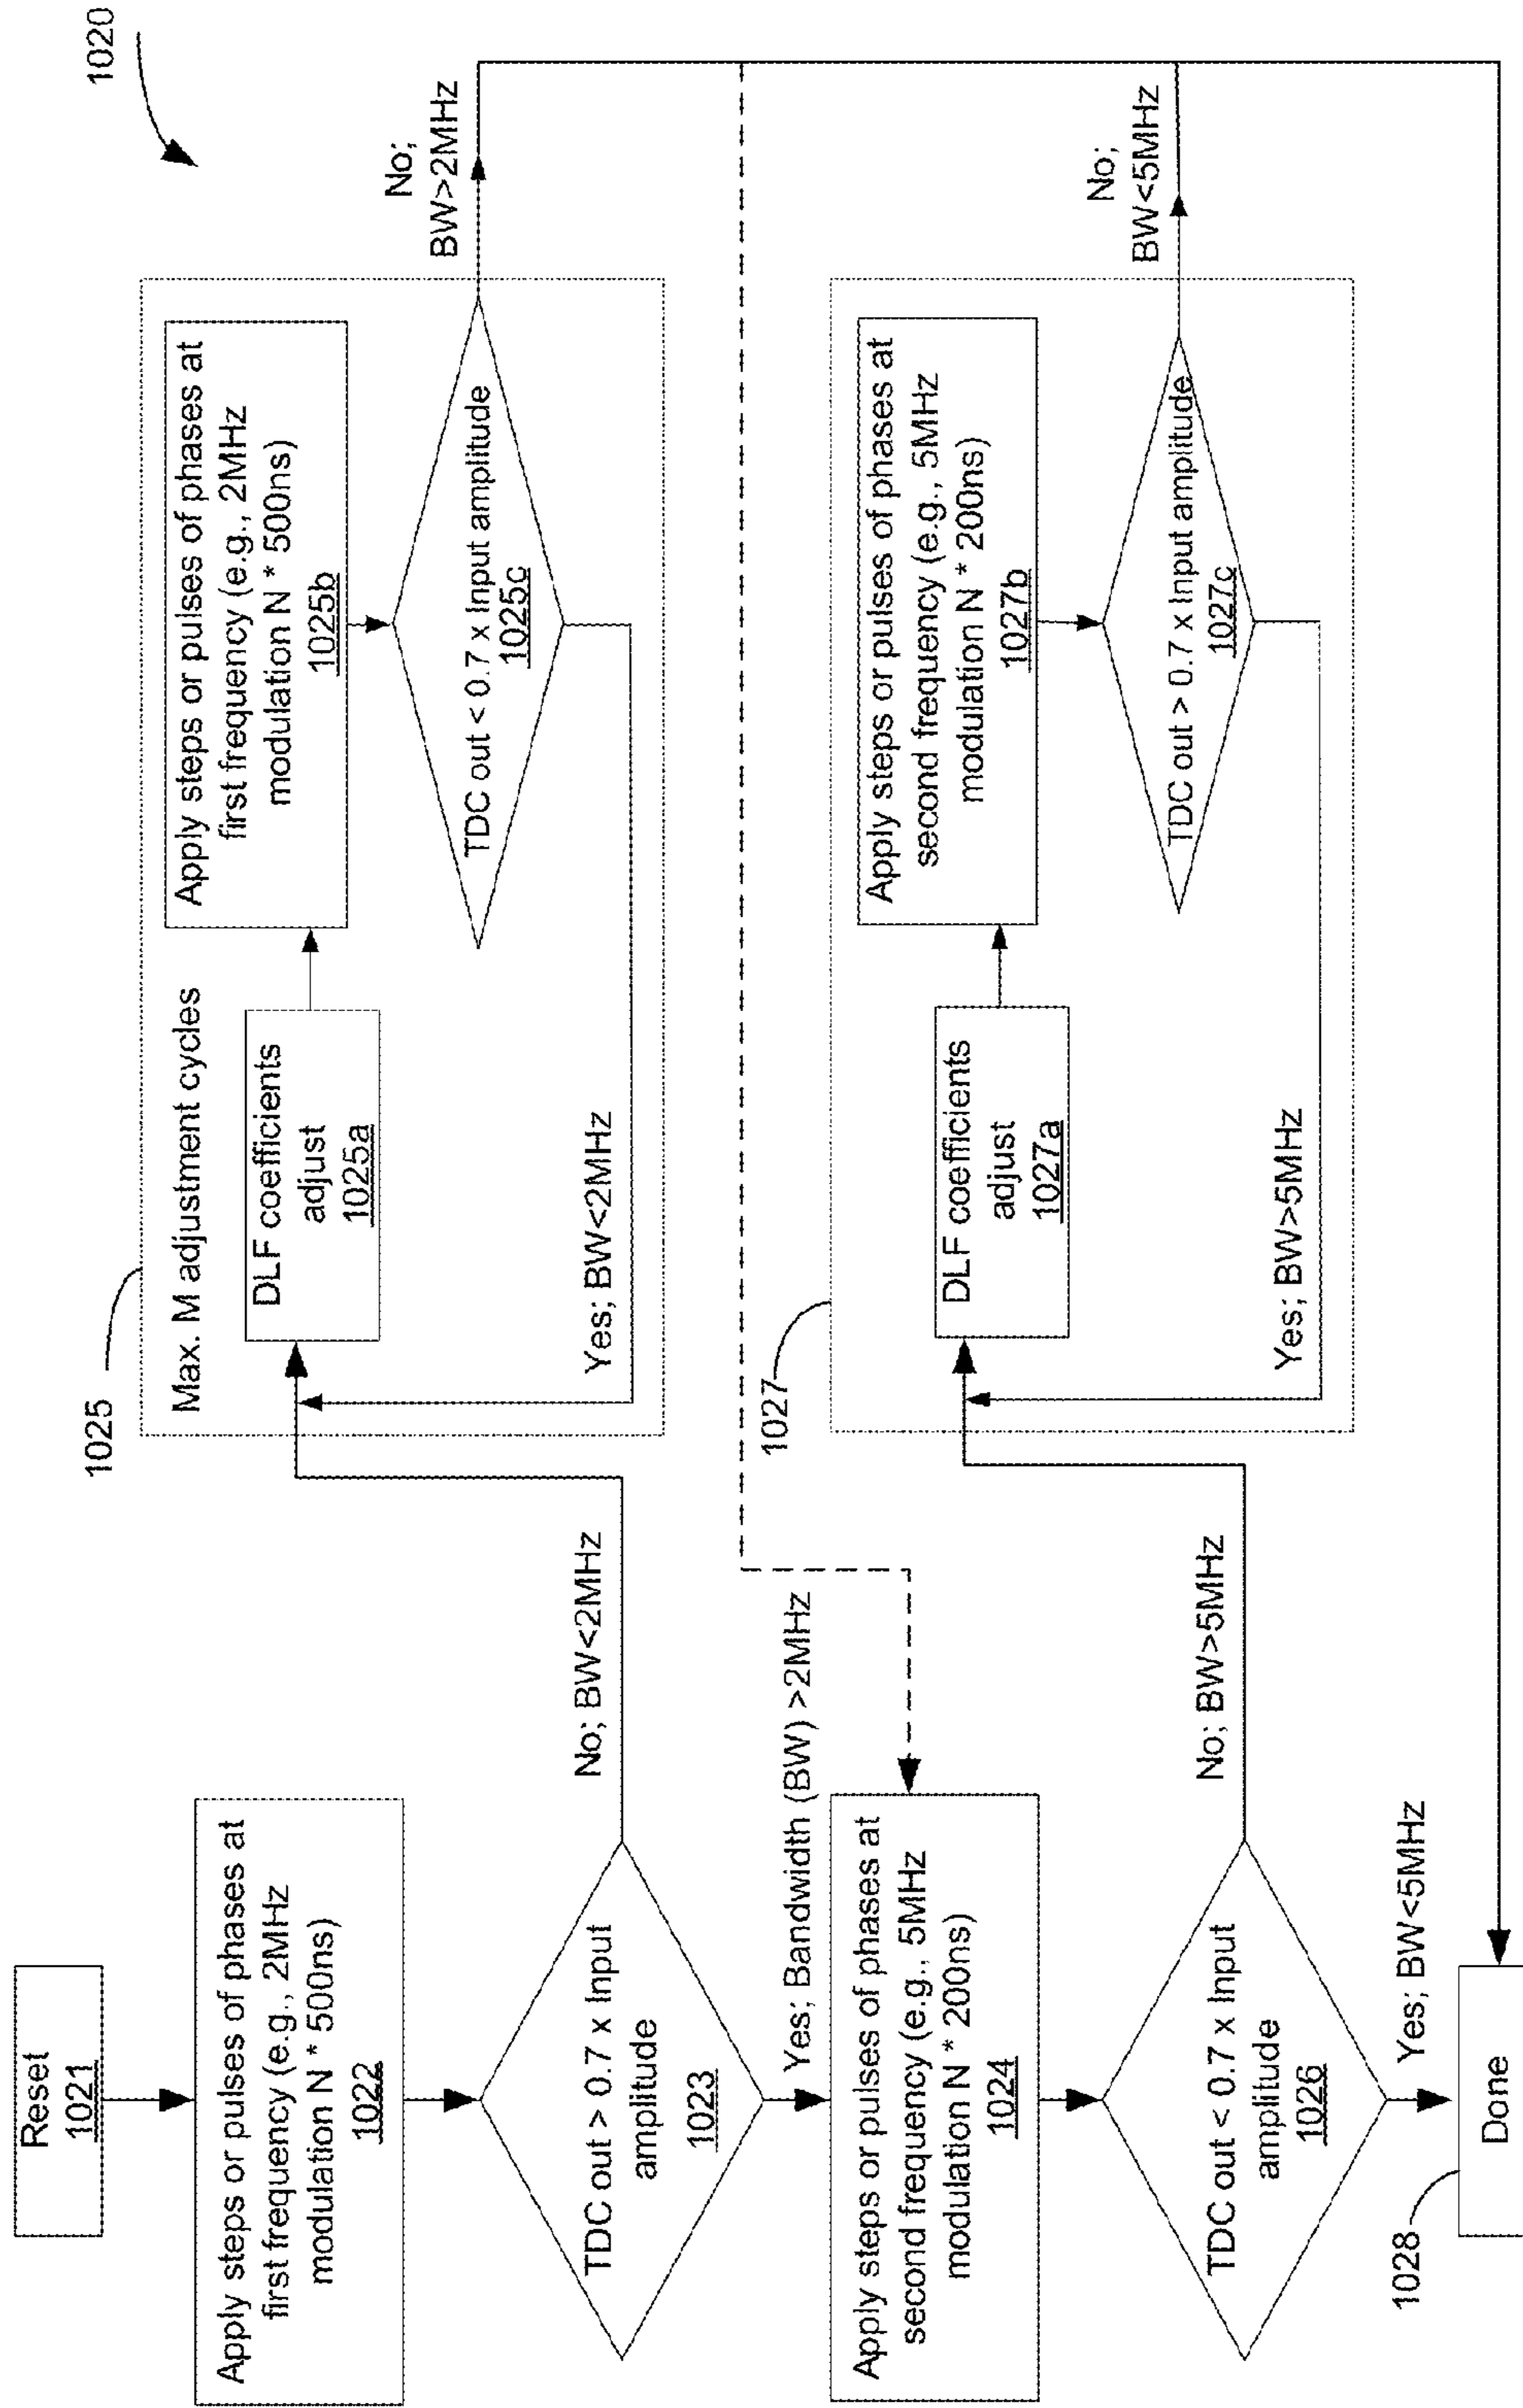 1020
Reset
1021
Apply steps or pulses of phases at
first frequency (e.g., 2MHz
modulation N * 500ns)
1022
TDC out > 0.7 x Input
amplitude
1023
No; BW<2MHz
Yes; Bandwidth (BW) >2MHz
Apply steps or pulses of phases at
second frequency (e.g., 5MHz
modulation N * 200ns)
1024
TDC out < 0.7 x Input
amplitude
1026
No; BW>5MHz
Yes; BW<5MHz
1028
Done
1025
Max. M adjustment cycles
DLF coefficients
adjust
1025a
Apply steps or pulses of phases at
first frequency (e.g., 2MHz
modulation N * 500ns)
1025b
TDC out < 0.7 x Input amplitude
1025c
Yes; BW<2MHz
No;
BW>2MHz
1027
DLF coefficients
adjust
1027a
Apply steps or pulses of phases at
second frequency (e.g., 5MHz
modulation N * 200ns)
1027b
TDC out > 0.7 x Input amplitude
1027c
Yes; BW>5MHz
No;
BW<5MHz